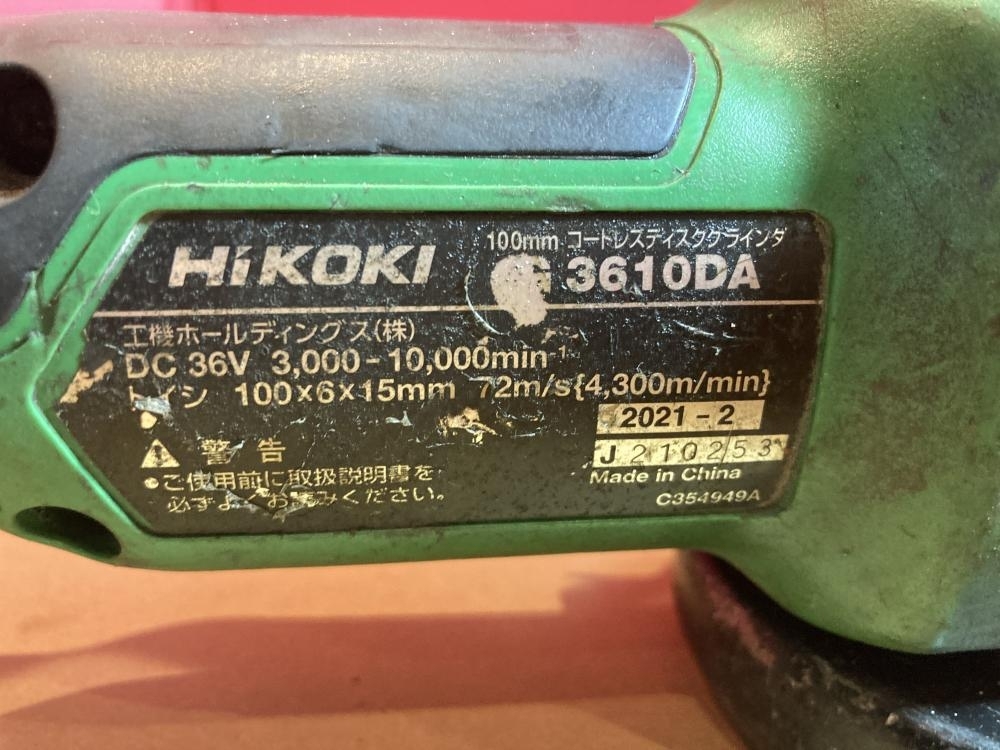 HiKOKI
100mm コートレスディスクグラインダ
G 3610DA
工機ホールディングス(株)
DC 36V 3,000-10,000min⁻¹
トイシ 100×6×15mm 72m/s{4,300m/min}
2021-2
J210253
Made in China
C354949A
警告
●ご使用前に取扱説明書を
必ずよくお読みください。